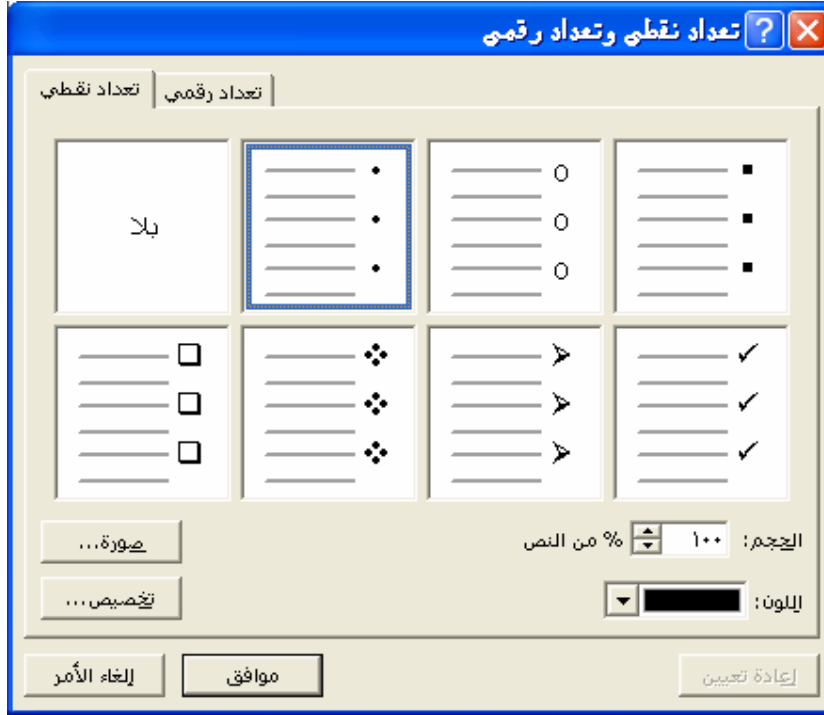 تعداد نقطي وتعداد رقمي
تعداد نقطي
تعداد رقمي
بلا
الحجم: ١٠٠ % من النص
صورة...
اللون:
تخصيص...
إعادة تعيين
موافق
إلغاء الأمر